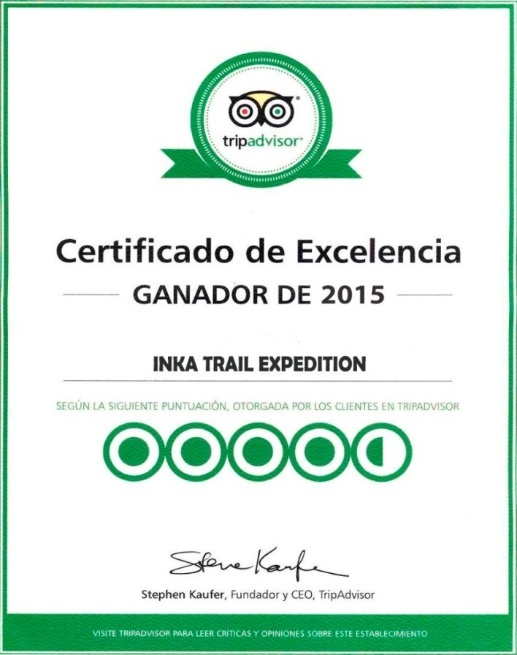 tripadvisor®
Certificado de Excelencia
GANADOR DE 2015
INKA TRAIL EXPEDITION
SEGÚN LA SIGUIENTE PUNTUACIÓN, OTORGADA POR LOS CLIENTES EN TRIPADVISOR
Steve Kaufer
Stephen Kaufer, Fundador y CEO, TripAdvisor
VISITE TRIPADVISOR PARA LEER CRÍTICAS Y OPINIONES SOBRE ESTE ESTABLECIMIENTO